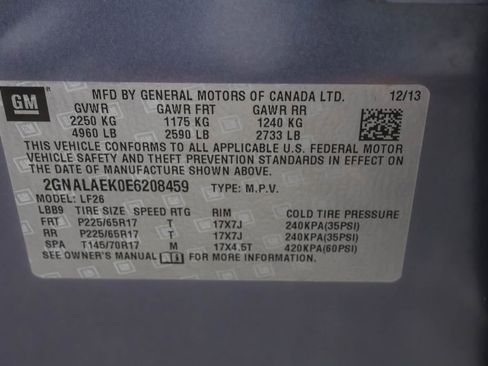 GM
MFD BY GENERAL MOTORS OF CANADA LTD. 12/13
GVWR GAWR FRT GAWR RR
2250 KG 1175 KG 1240 KG
4960 LB 2590 LB 2733 LB
THIS VEHICLE CONFORMS TO ALL APPLICABLE U.S. FEDERAL MOTOR
VEHICLE SAFETY AND THEFT PREVENTION STANDARDS IN EFFECT ON
THE DATE OF MANUFACTURE SHOWN ABOVE.
2GNALAEK0E6208459 TYPE: M.P.V.
MODEL: LF26
LBB9 TIRE SIZE SPEED RTG RIM COLD TIRE PRESSURE
FRT P225/65R17 T 17X7J 240KPA(35PSI)
RR P225/65R17 T 17X7J 240KPA(35PSI)
SPA T145/70R17 M 17X4.5T 420KPA(60PSI)
SEE OWNER'S MANUAL FOR MORE INFORMATION.